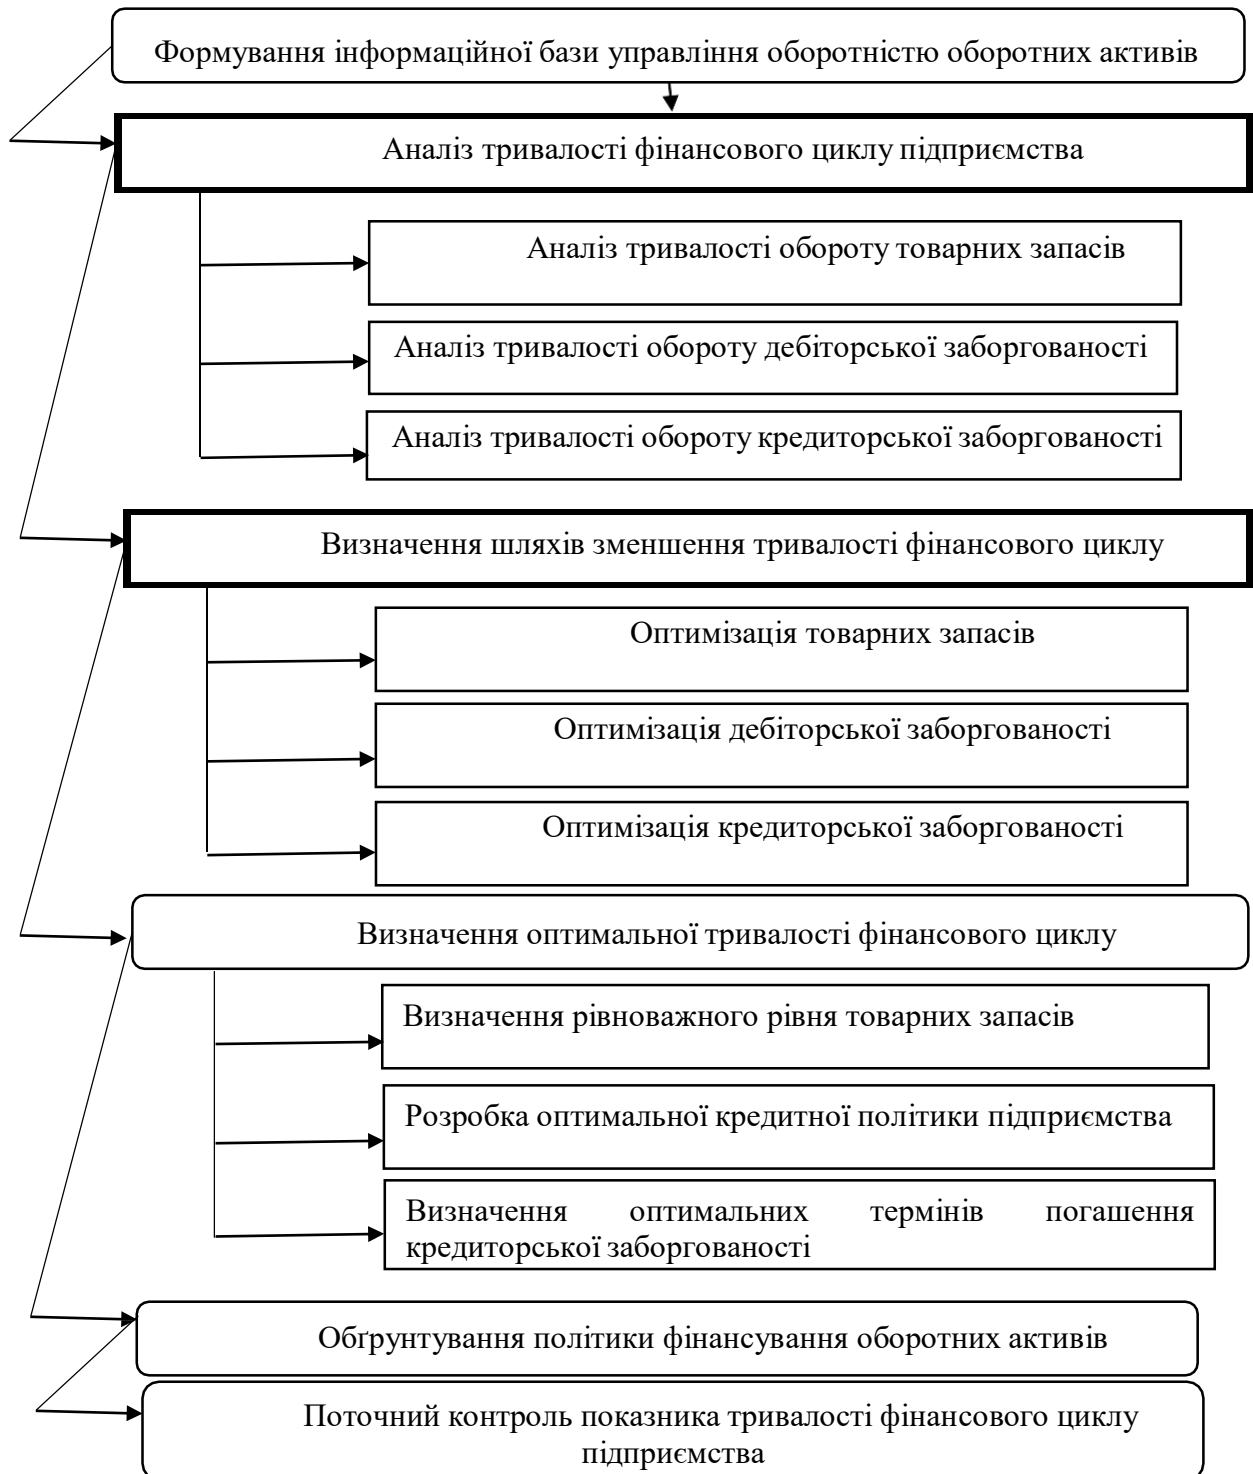 Формування інформаційної бази управління оборотністю оборотних активів
Аналіз тривалості фінансового циклу підприємства
Аналіз тривалості обороту товарних запасів
Аналіз тривалості обороту дебіторської заборгованості
Аналіз тривалості обороту кредиторської заборгованості
Визначення шляхів зменшення тривалості фінансового циклу
Оптимізація товарних запасів
Оптимізація дебіторської заборгованості
Оптимізація кредиторської заборгованості
Визначення оптимальної тривалості фінансового циклу
Визначення рівноважного рівня товарних запасів
Розробка оптимальної кредитної політики підприємства
Визначення оптимальних термінів погашення
кредиторської заборгованості
Обґрунтування політики фінансування оборотних активів
Поточний контроль показника тривалості фінансового циклу
підприємства